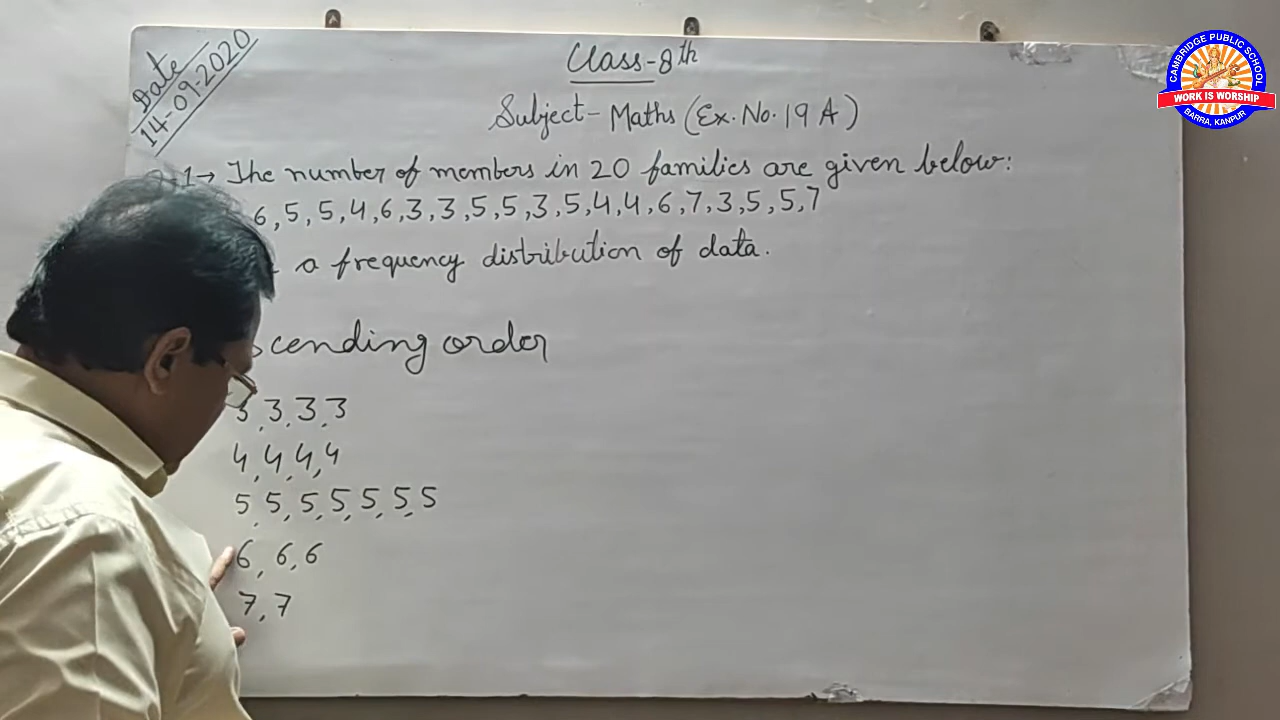 Date
14-09-2020
Class-8th
Subject- Maths (Ex. No. 19 A)
1→ The number of members in 20 families are given below:
6, 5, 5, 4, 6, 3, 3, 5, 5, 3, 5, 4, 4, 6, 7, 3, 5, 5, 7
a frequency distribution of data.
scending order
3, 3, 3, 3
4, 4, 4, 4
5, 5, 5, 5, 5, 5, 5
6, 6, 6
7, 7
CAMBRIDGE PUBLIC SCHOOL
WORK IS WORSHIP
BARRA, KANPUR